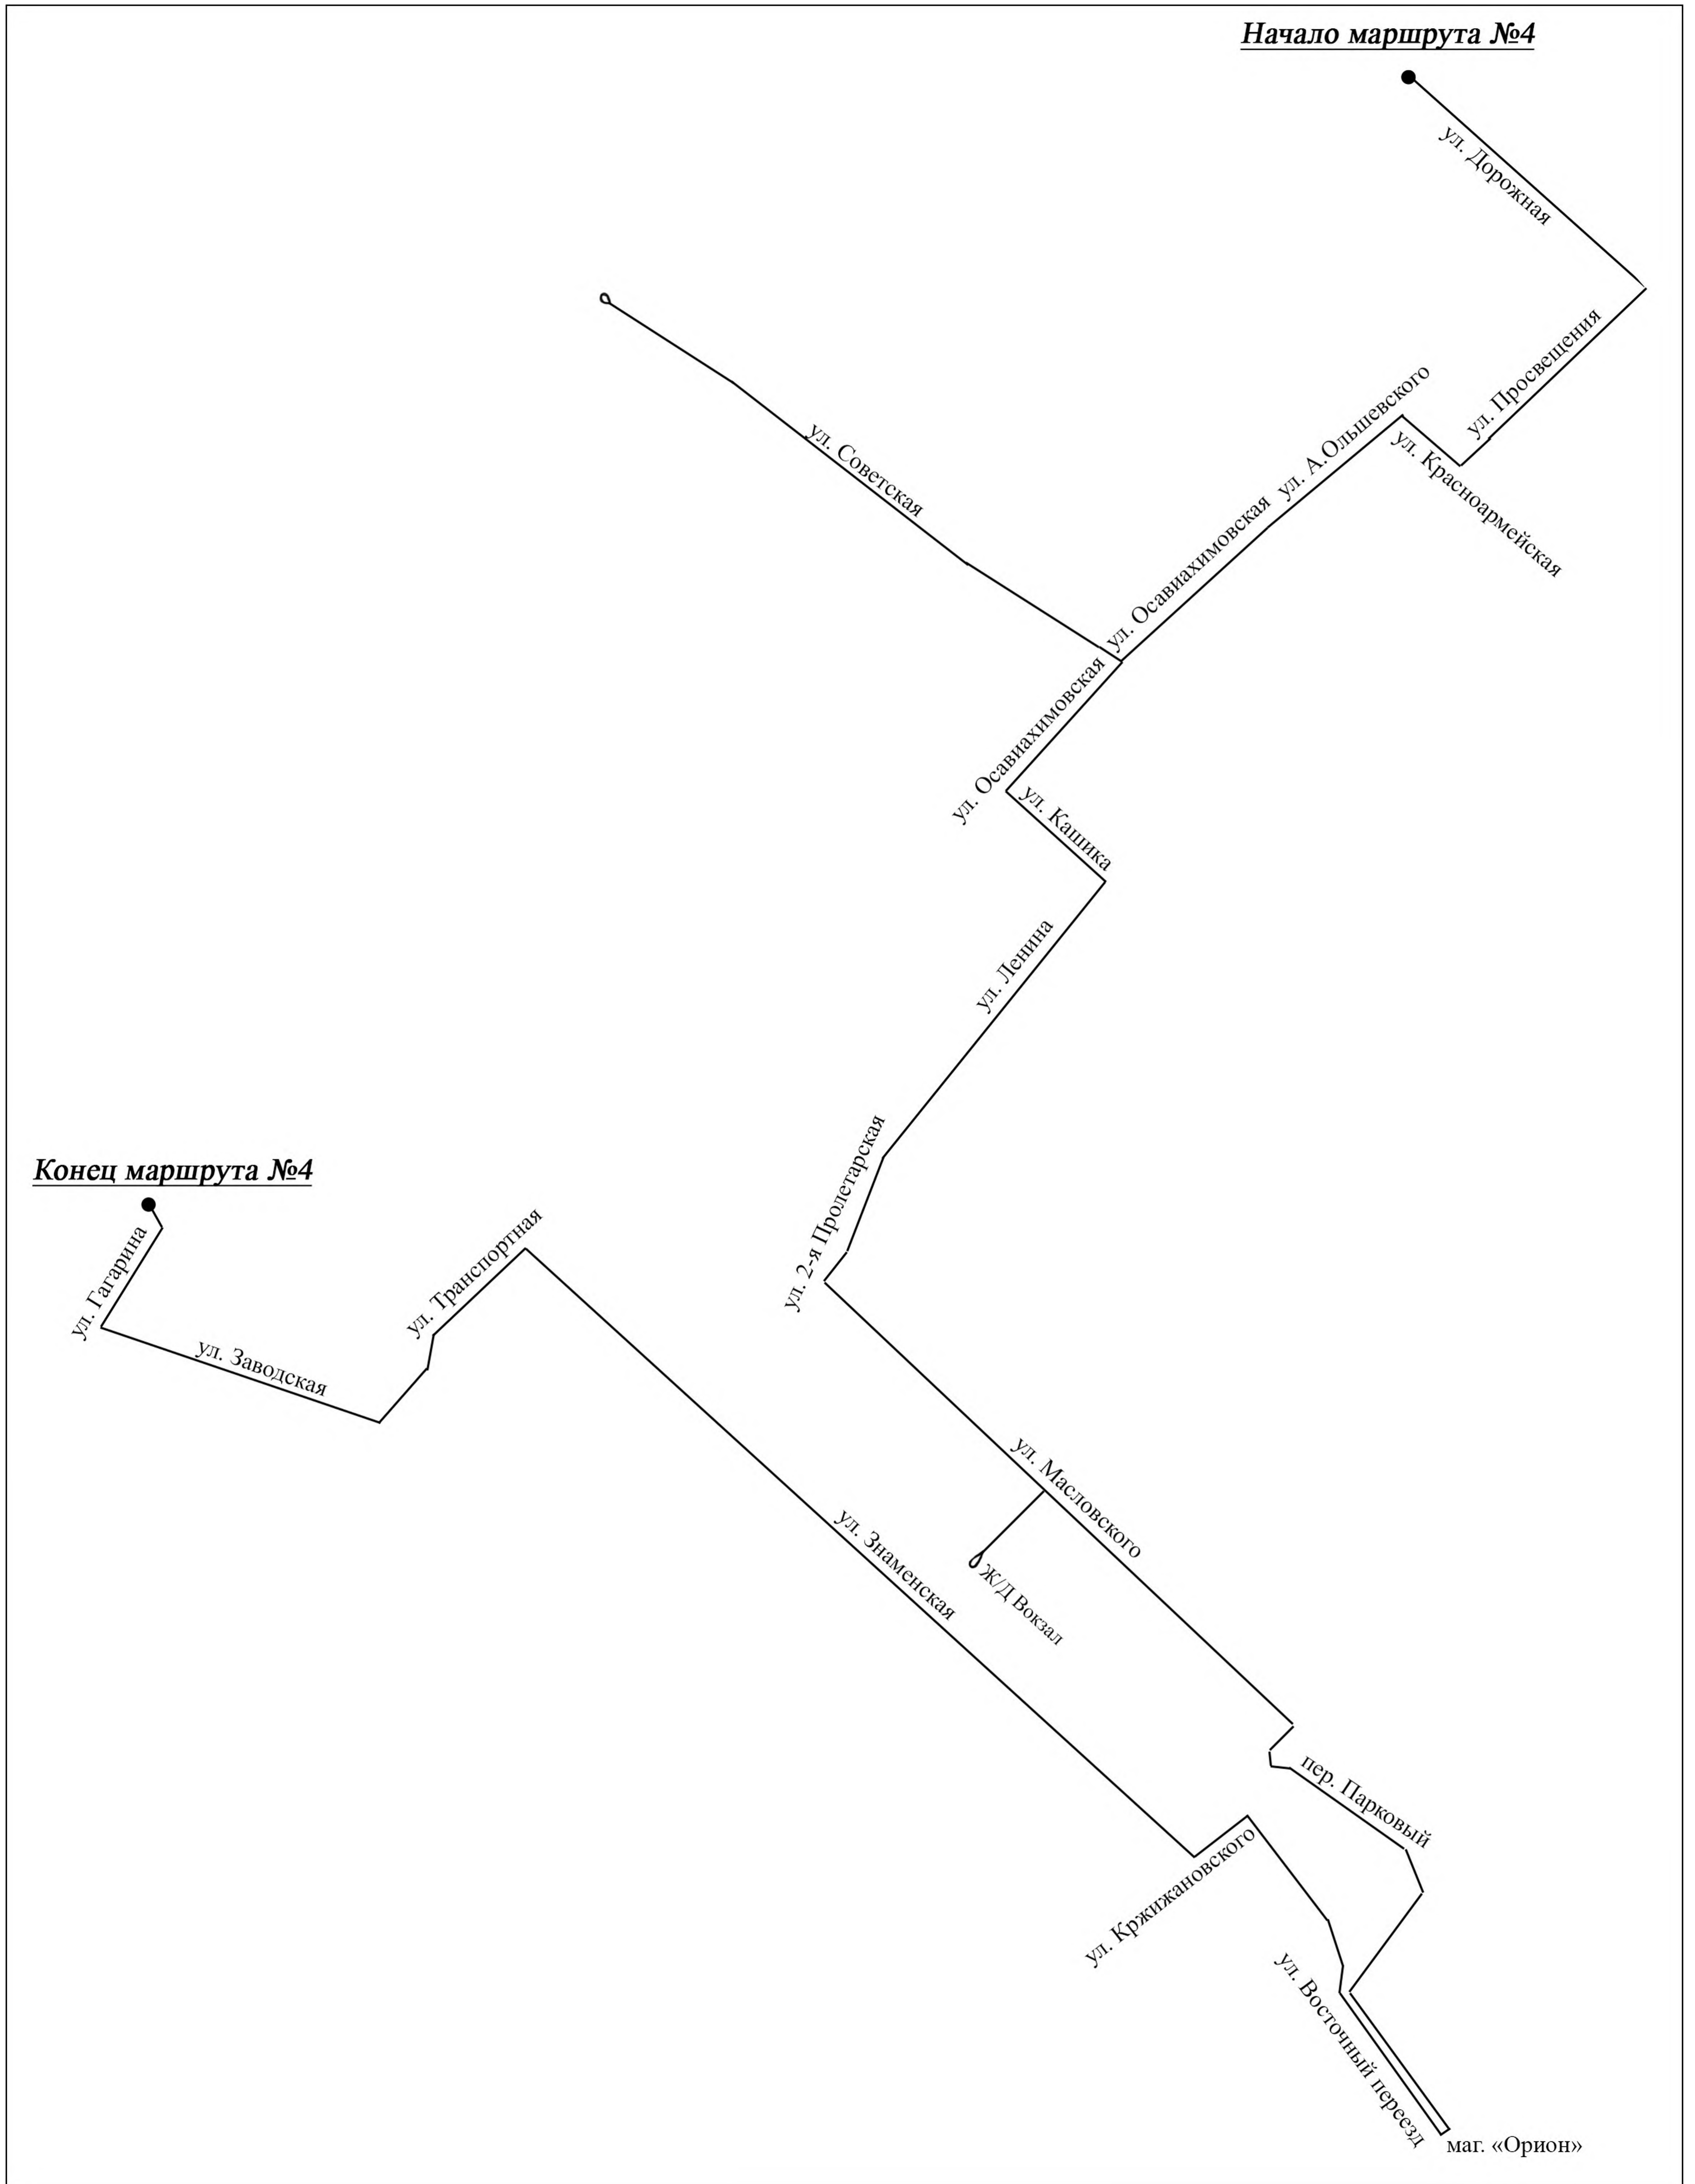 Начало маршрута №4
ул. Дорожная
ул. Просвещения
ул. Красноармейская
ул. А.Ольшевского
ул. Осавиахимовская
ул. Советская
ул. Осавиахимовская
ул. Кашика
ул. Ленина
ул. 2-я Пролетарская
Конец маршрута №4
ул. Гагарина
ул. Заводская
ул. Транспортная
ул. Масловского
ул. Знаменская
Ж/Д Вокзал
пер. Парковый
ул. Кржижановского
ул. Восточный переезд
маг. «Орион»